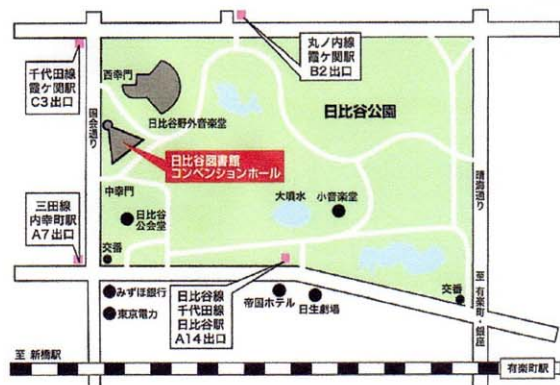 丸ノ内線
霞ケ関駅
B2出口
千代田線
霞ケ関駅
C3出口
西幸門
日比谷公園
日比谷野外音楽堂
国会通り
日比谷図書館
コンベンションホール
晴海通り
三田線
内幸町駅
A7出口
中幸門
日比谷
公会堂
大噴水
小音楽堂
交番
みずほ銀行
東京電力
日比谷線
千代田線
日比谷駅
A14出口
帝国ホテル
日生劇場
交番
至 有楽町・銀座
至 新橋駅
有楽町駅